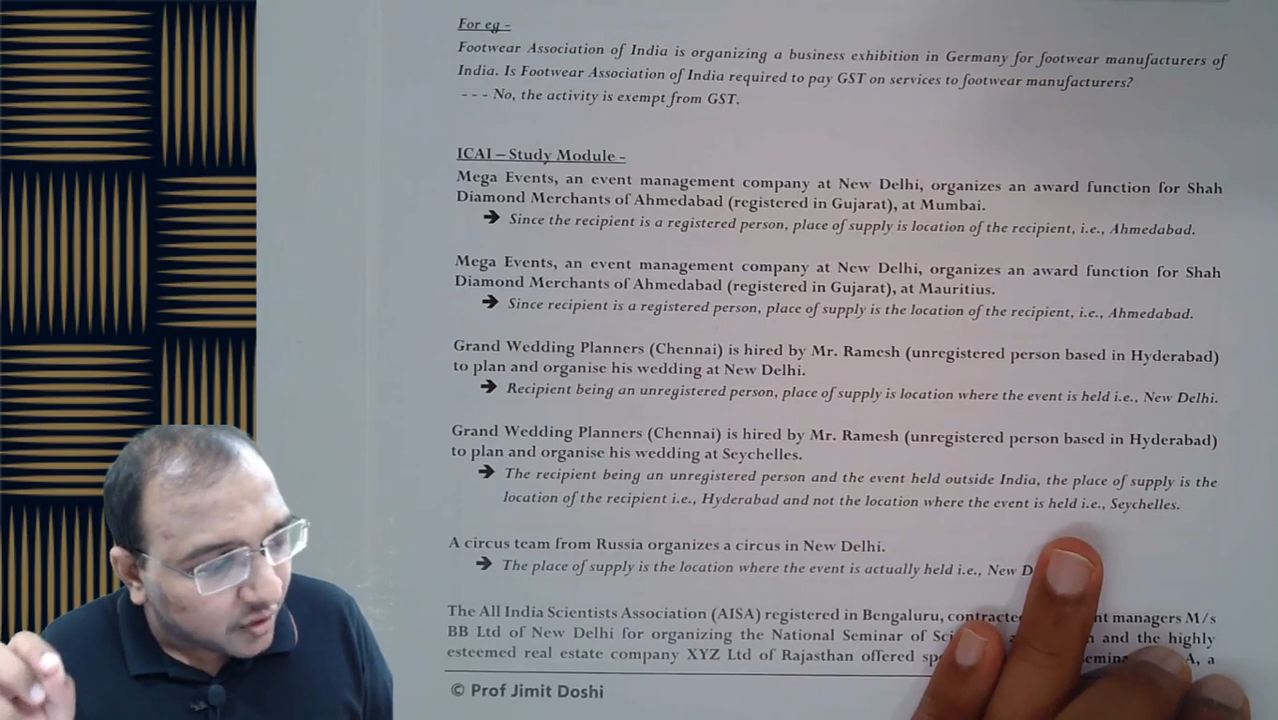 For eg -
Footwear Association of India is organizing a business exhibition in Germany for footwear manufacturers of
India. Is Footwear Association of India required to pay GST on services to footwear manufacturers?
- - - No, the activity is exempt from GST.
ICAI – Study Module -
Mega Events, an event management company at New Delhi, organizes an award function for Shah
Diamond Merchants of Ahmedabad (registered in Gujarat), at Mumbai.
➔ Since the recipient is a registered person, place of supply is location of the recipient, i.e., Ahmedabad.
Mega Events, an event management company at New Delhi, organizes an award function for Shah
Diamond Merchants of Ahmedabad (registered in Gujarat), at Mauritius.
➔ Since recipient is a registered person, place of supply is the location of the recipient, i.e., Ahmedabad.
Grand Wedding Planners (Chennai) is hired by Mr. Ramesh (unregistered person based in Hyderabad)
to plan and organise his wedding at New Delhi.
➔ Recipient being an unregistered person, place of supply is location where the event is held i.e., New Delhi.
Grand Wedding Planners (Chennai) is hired by Mr. Ramesh (unregistered person based in Hyderabad)
to plan and organise his wedding at Seychelles.
➔ The recipient being an unregistered person and the event held outside India, the place of supply is the
location of the recipient i.e., Hyderabad and not the location where the event is held i.e., Seychelles.
A circus team from Russia organizes a circus in New Delhi.
➔ The place of supply is the location where the event is actually held i.e., New
The All India Scientists Association (AISA) registered in Bengaluru, managers M/s
BB Ltd of New Delhi for organizing the National Seminar of and the highly
esteemed real estate company XYZ Ltd of Rajasthan offered a
© Prof Jimit Doshi